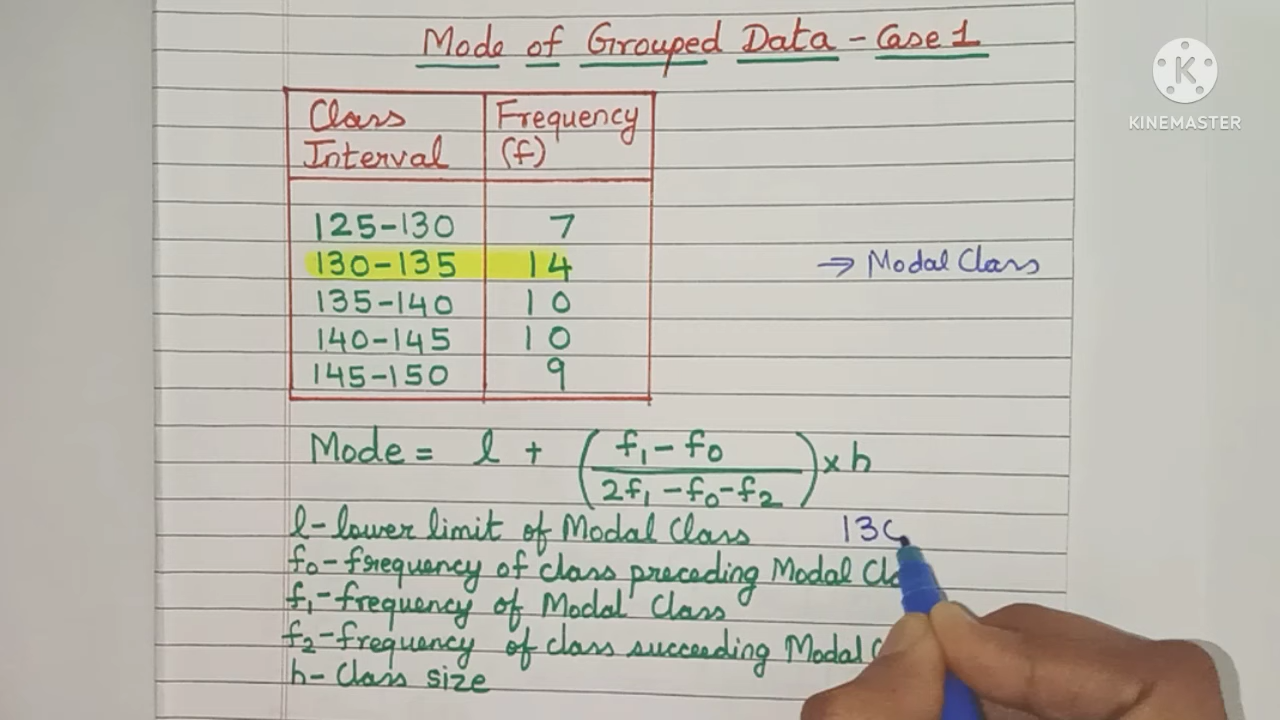 Mode of Grouped Data - Case 1
KINEMASTER
Class Interval Frequency (f)
125-130 7
130-135 14 → Modal Class
135-140 10
140-145 10
145-150 9
Mode = l + (f₁ - f₀ / 2f₁ - f₀ - f₂) × h
l - lower limit of Modal Class 13
f₀ - frequency of class preceding Modal
f₁ - frequency of Modal Class
f₂ - frequency of class succeeding Modal
h - Class size